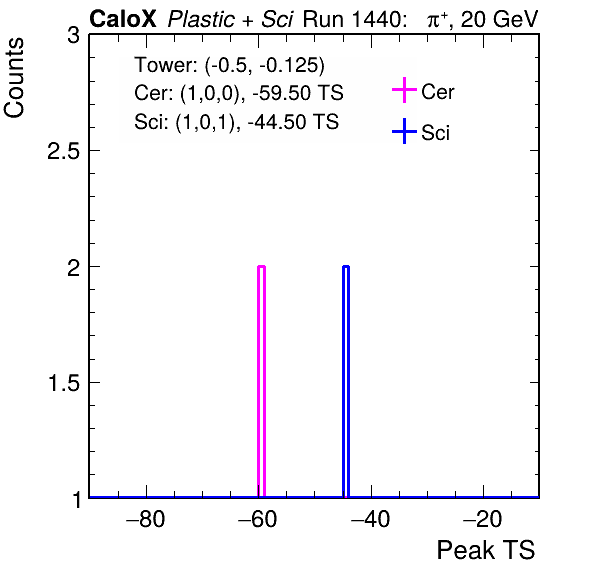 CaloX Plastic + Sci Run 1440: π⁺, 20 GeV
Tower: (-0.5, -0.125)
Cer: (1,0,0), -59.50 TS
Sci: (1,0,1), -44.50 TS
Cer
Sci
Counts
3
2.5
2
1.5
1
−80 −60 −40 −20
Peak TS